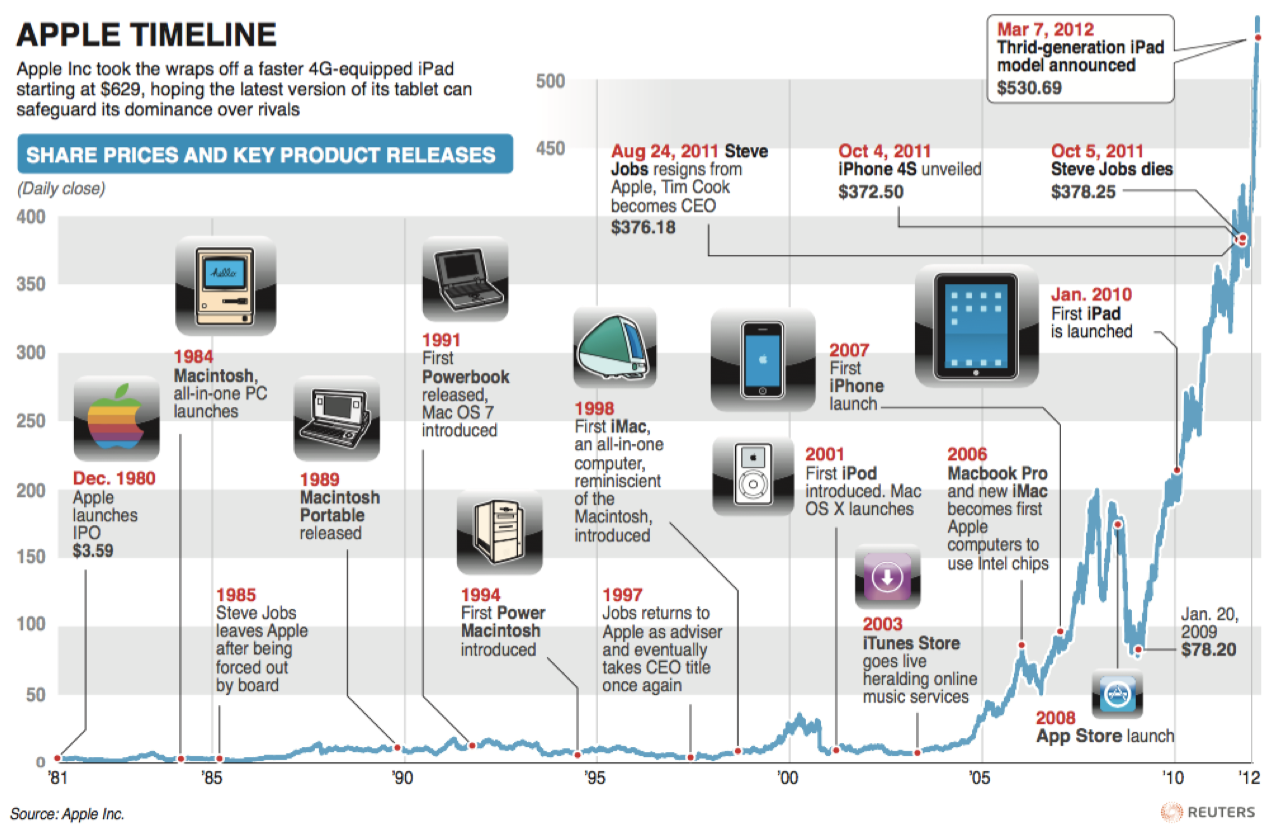 APPLE TIMELINE
Apple Inc took the wraps off a faster 4G-equipped iPad
starting at $629, hoping the latest version of its tablet can
safeguard its dominance over rivals
SHARE PRICES AND KEY PRODUCT RELEASES
(Daily close)
Mar 7, 2012
Thrid-generation iPad
model announced
$530.69
500
450
400
350
300
250
200
150
100
50
0
Aug 24, 2011 Steve
Jobs resigns from
Apple, Tim Cook
becomes CEO
$376.18
Oct 4, 2011
iPhone 4S unveiled
$372.50
Oct 5, 2011
Steve Jobs dies
$378.25
hello
1984
Macintosh,
all-in-one PC
launches
1991
First
Powerbook
released,
Mac OS 7
introduced
Jan. 2010
First iPad
is launched
2007
First
iPhone
launch
1998
First iMac,
an all-in-one
computer,
reminiscent
of the
Macintosh,
introduced
Dec. 1980
Apple
launches
IPO
$3.59
1989
Macintosh
Portable
released
2001
First iPod
introduced. Mac
OS X launches
2006
Macbook Pro
and new iMac
becomes first
Apple
computers to
use Intel chips
1985
Steve Jobs
leaves Apple
after being
forced out
by board
1994
First Power
Macintosh
introduced
1997
Jobs returns to
Apple as adviser
and eventually
takes CEO title
once again
2003
iTunes Store
goes live
heralding online
music services
Jan. 20,
2009
$78.20
2008
App Store launch
'81
'85
'90
'95
'00
'05
'10
'12
Source: Apple Inc.
REUTERS